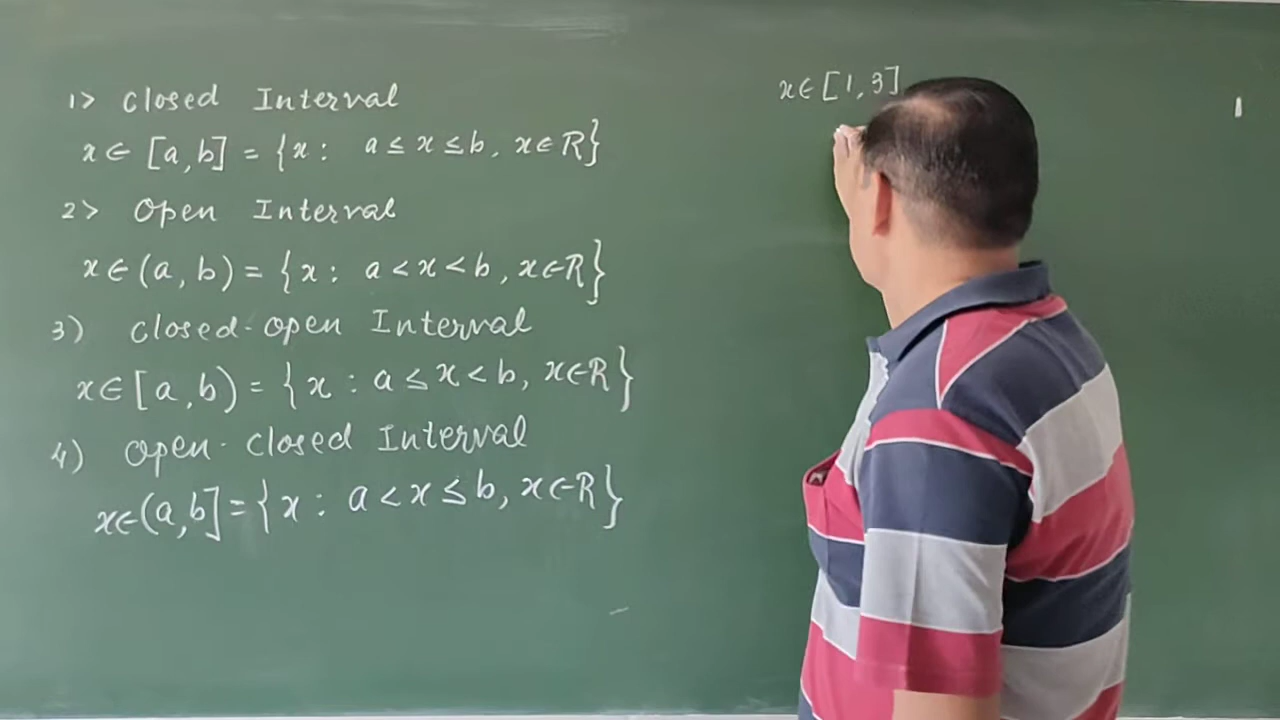 1> Closed Interval
x∈ [a,b] = {x : a ≤ x ≤ b, x∈R}
2> Open Interval
x∈(a, b) = {x : a < x < b, x∈R}
3) Closed-open Interval
x∈[a,b) = {x : a ≤ x < b, x∈R}
4) Open-closed Interval
x∈(a,b] = {x : a < x ≤ b, x∈R}
x∈[1,3]